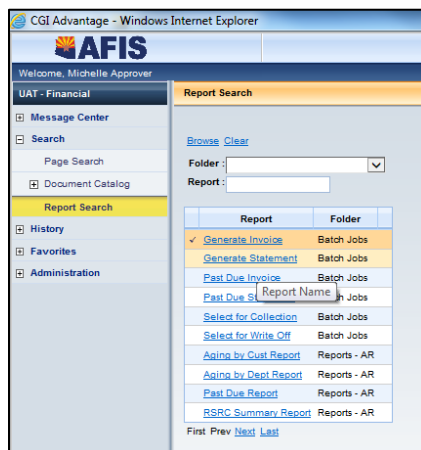 CGI Advantage - Windows Internet Explorer
AFIS
Welcome, Michelle Approver
UAT - Financial
Report Search
Message Center
Search
Page Search
Document Catalog
Report Search
History
Favorites
Administration
Browse Clear
Folder :
Report :
Report Folder
Generate Invoice Batch Jobs
Generate Statement Batch Jobs
Past Due Invoice Batch Jobs
Report Name
Past Due Batch Jobs
Select for Collection Batch Jobs
Select for Write Off Batch Jobs
Aging by Cust Report Reports - AR
Aging by Dept Report Reports - AR
Past Due Report Reports - AR
RSRC Summary Report Reports - AR
First Prev Next Last